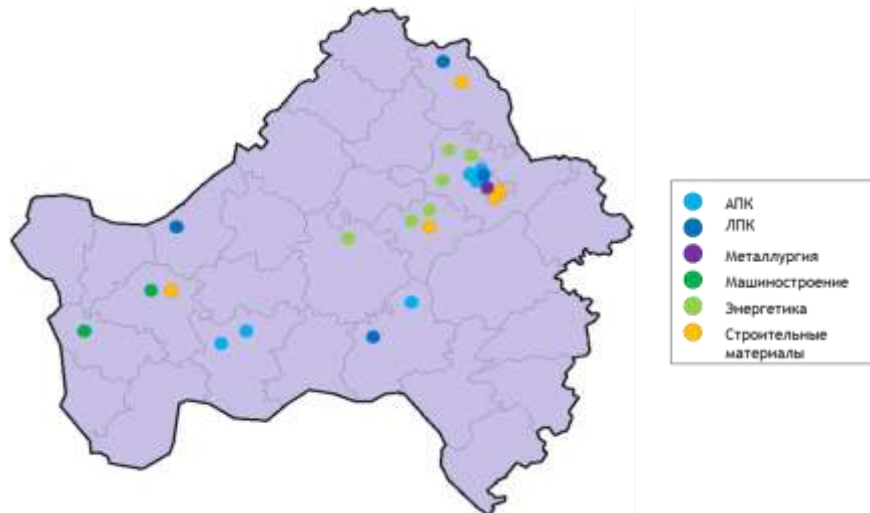 АПК
ЛПК
Металлургия
Машиностроение
Энергетика
Строительные
материалы